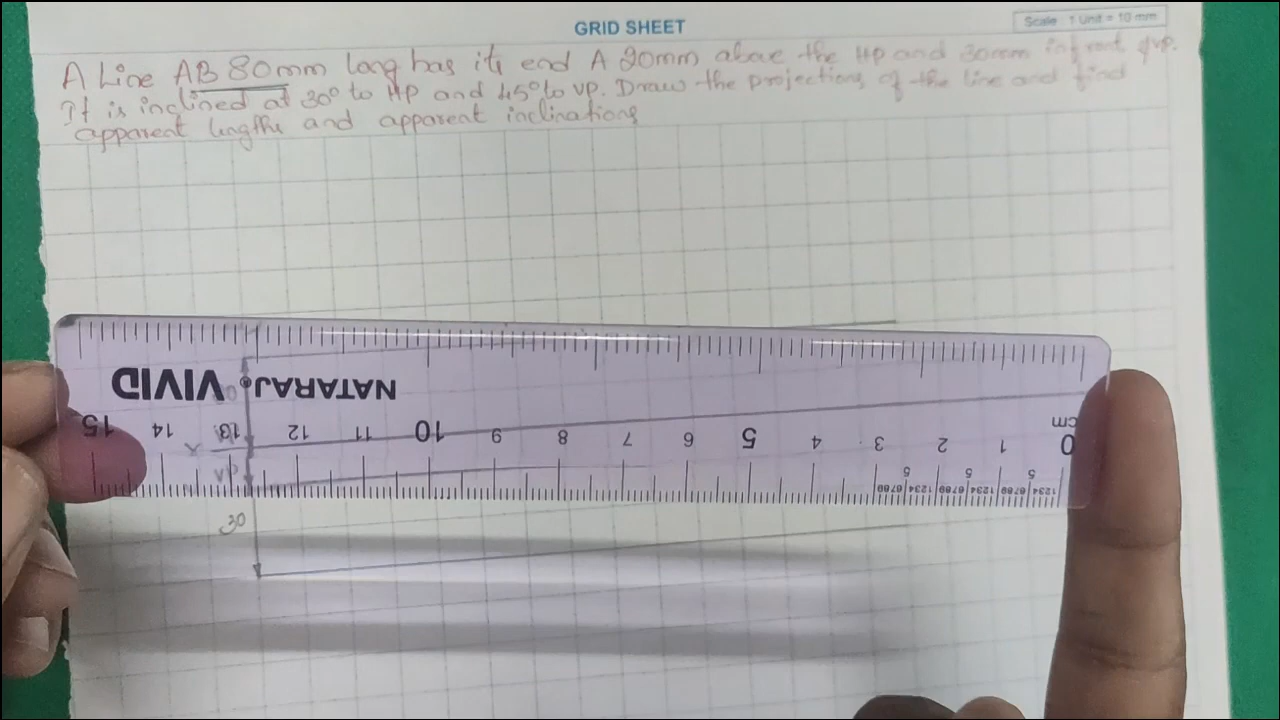 GRID SHEET
Scale 1 Unit = 10 mm
A Line AB 80mm long has its end A 20mm above the HP and 30mm infront of vp.
It is inclined at 30° to HP and 45° to VP. Draw the projections of the line and find
apparent lengths and apparent inclinations
NATARAJ VIVID
15 14 13 12 11 10 9 8 7 6 5 4 3 2 1 0 cm
X
30